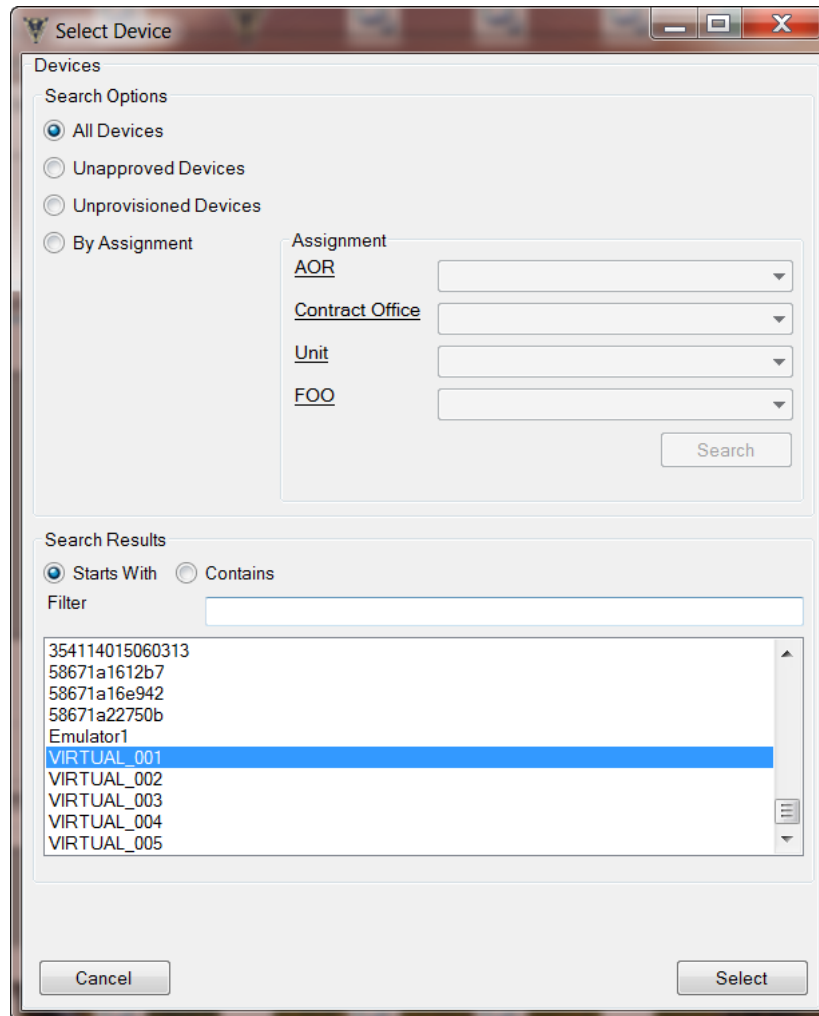 Select Device
Devices
Search Options
All Devices
Unapproved Devices
Unprovisioned Devices
By Assignment
Assignment
AOR
Contract Office
Unit
FOO
Search
Search Results
Starts With Contains
Filter
354114015060313
58671a1612b7
58671a16e942
58671a22750b
Emulator1
VIRTUAL_001
VIRTUAL_002
VIRTUAL_003
VIRTUAL_004
VIRTUAL_005
Cancel Select